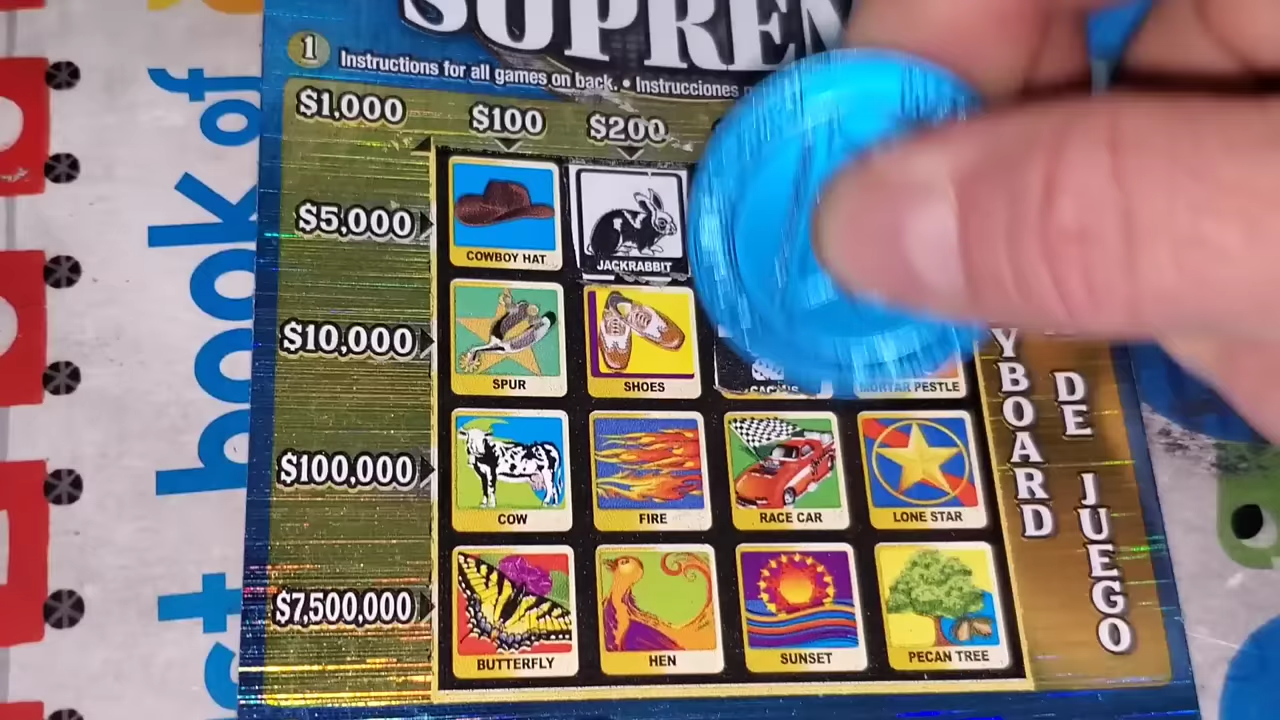 SUPREM
1 Instructions for all games on back. • Instrucciones
$1,000 $100 $200
$5,000
COWBOY HAT JACKRABBIT
$10,000
SPUR SHOES CACTUS MORTAR PESTLE
$100,000
COW FIRE RACE CAR LONE STAR
$7,500,000
BUTTERFLY HEN SUNSET PECAN TREE
YBOARD
DE JUEGO
st book of